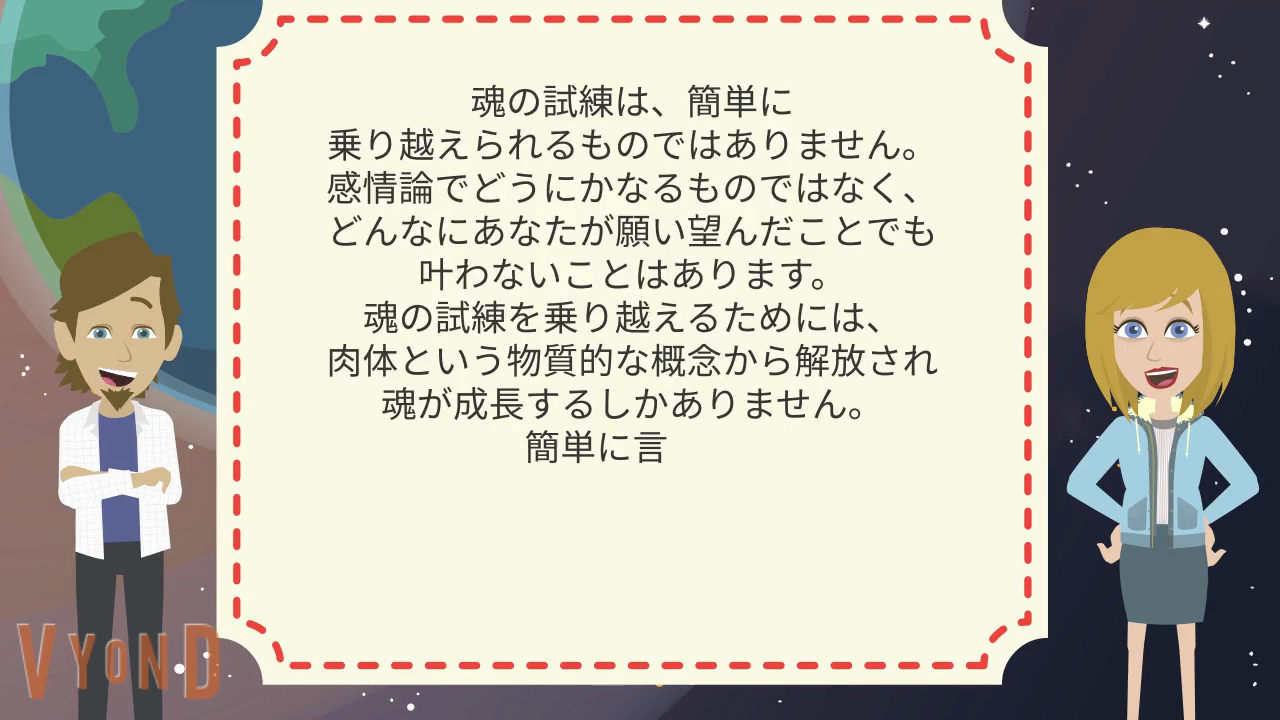 魂の試練は、簡単に
乗り越えられるものではありません。
感情論でどうにかなるものではなく、
どんなにあなたが願い望んだことでも
叶わないことはあります。
魂の試練を乗り越えるためには、
肉体という物質的な概念から解放され
魂が成長するしかありません。
簡単に言
VYOND